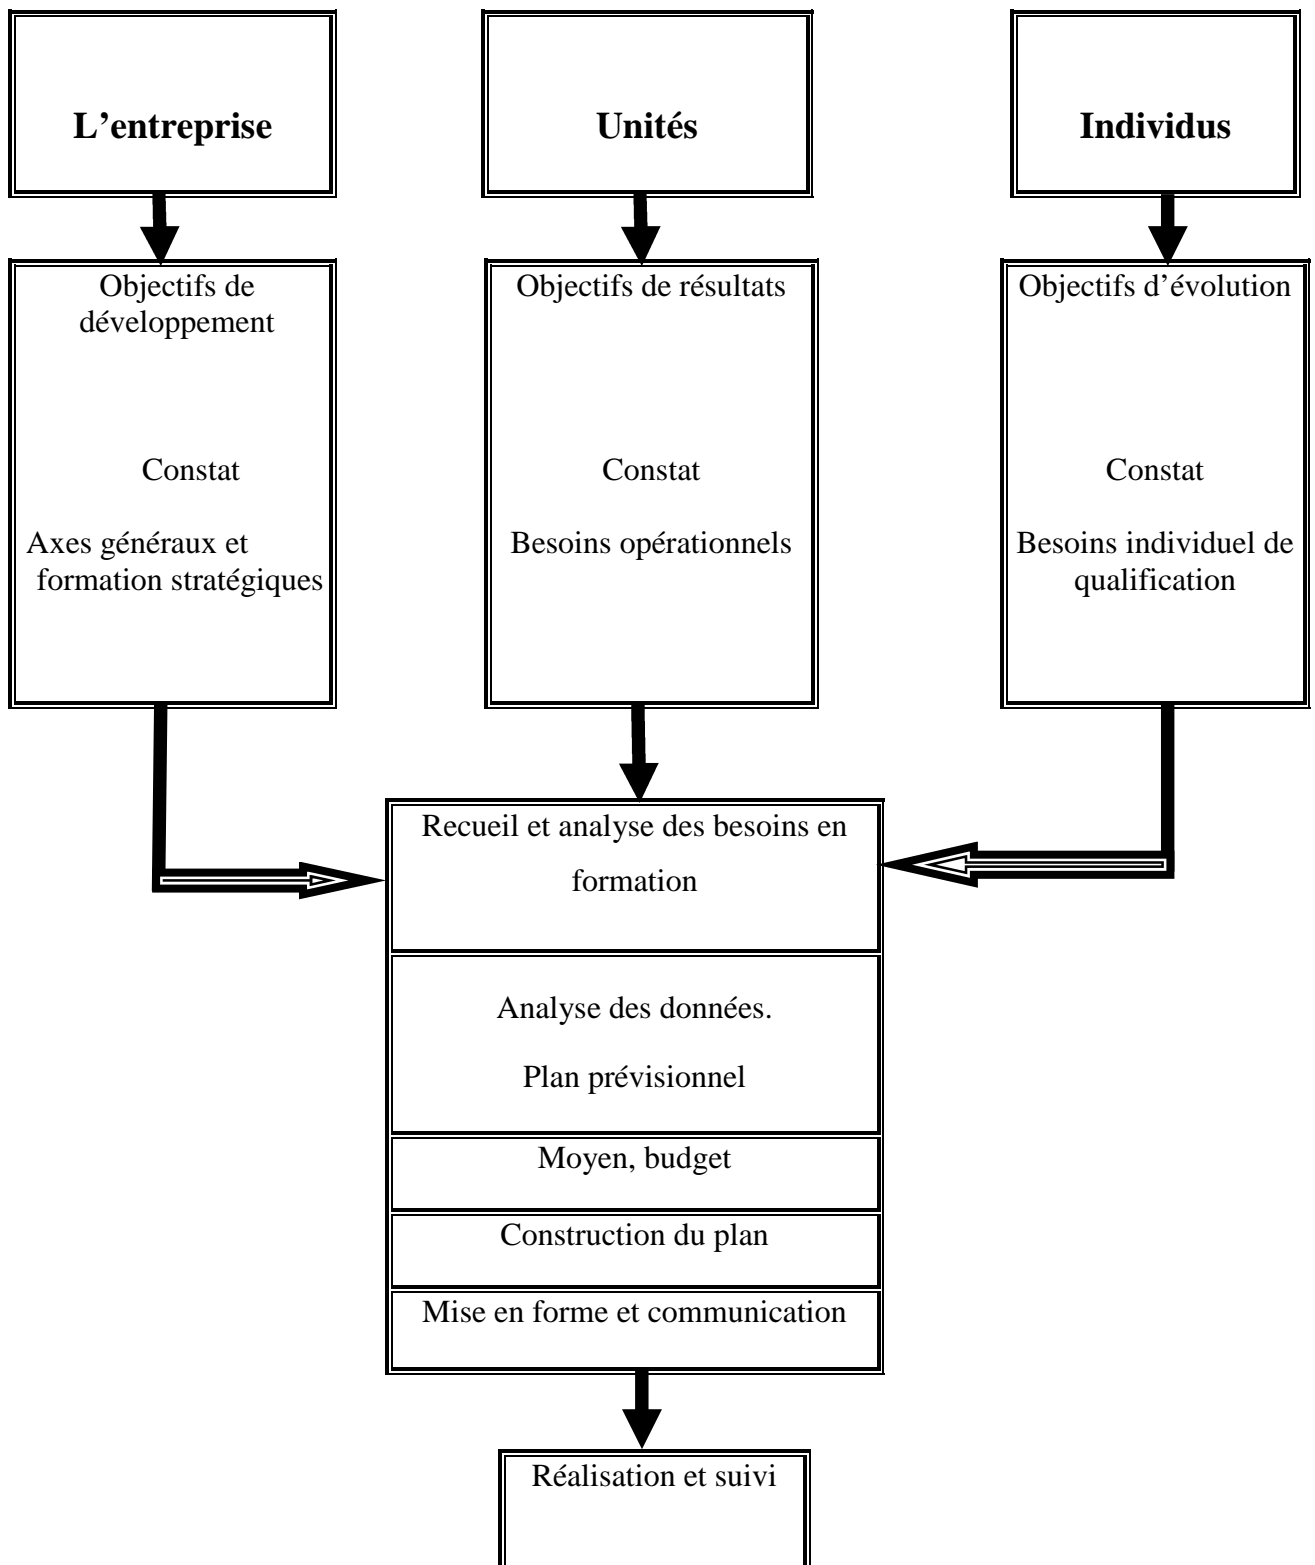 L’entreprise
Unités
Individus
Objectifs de
développement
Constat
Axes généraux et
formation stratégiques
Objectifs de résultats
Constat
Besoins opérationnels
Objectifs d’évolution
Constat
Besoins individuel de
qualification
Recueil et analyse des besoins en
formation
Analyse des données.
Plan prévisionnel
Moyen, budget
Construction du plan
Mise en forme et communication
Réalisation et suivi